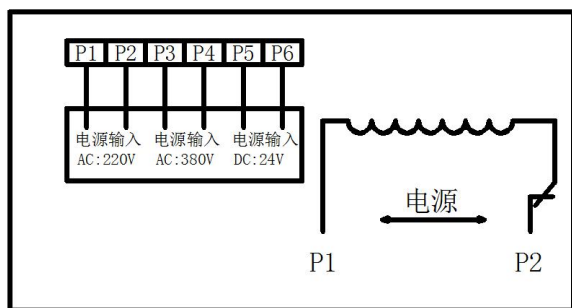 P1 P2 P3 P4 P5 P6
电源输入 电源输入 电源输入
AC:220V AC:380V DC:24V
电源
P1 P2